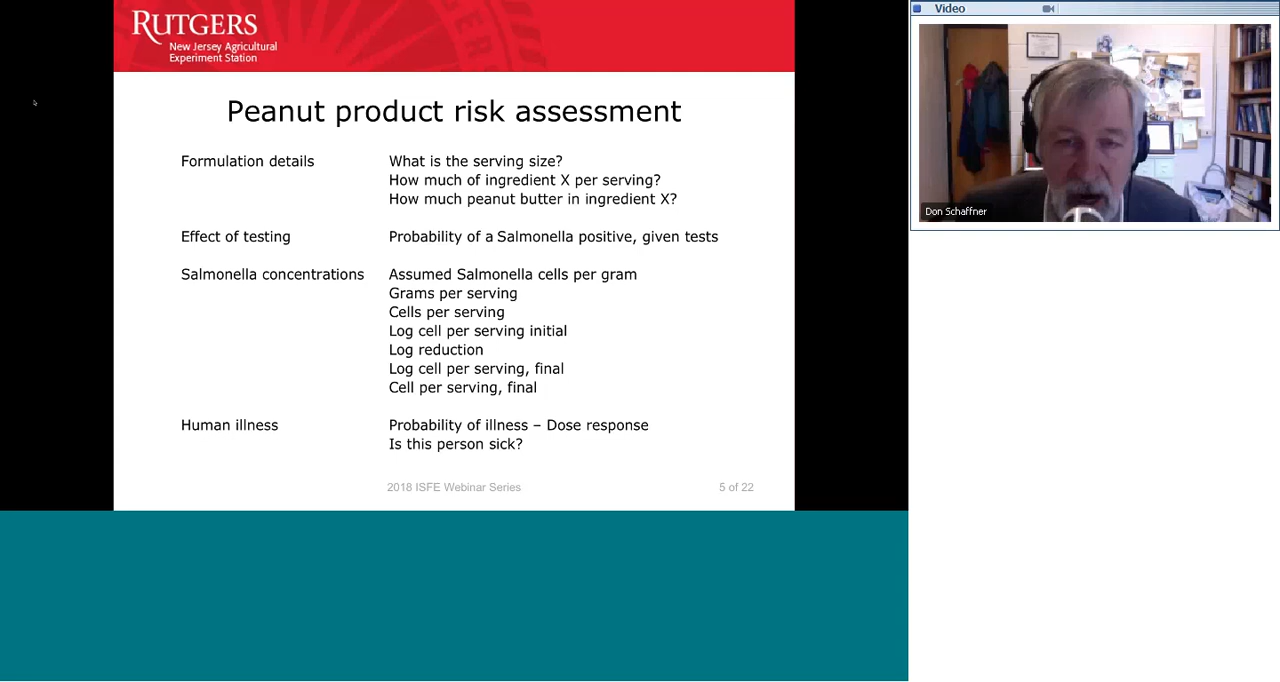 RUTGERS
New Jersey Agricultural
Experiment Station
Peanut product risk assessment
Formulation details
What is the serving size?
How much of ingredient X per serving?
How much peanut butter in ingredient X?
Effect of testing
Probability of a Salmonella positive, given tests
Salmonella concentrations
Assumed Salmonella cells per gram
Grams per serving
Cells per serving
Log cell per serving initial
Log reduction
Log cell per serving, final
Cell per serving, final
Human illness
Probability of illness – Dose response
Is this person sick?
2018 ISFE Webinar Series
5 of 22
Video
Don Schaffner